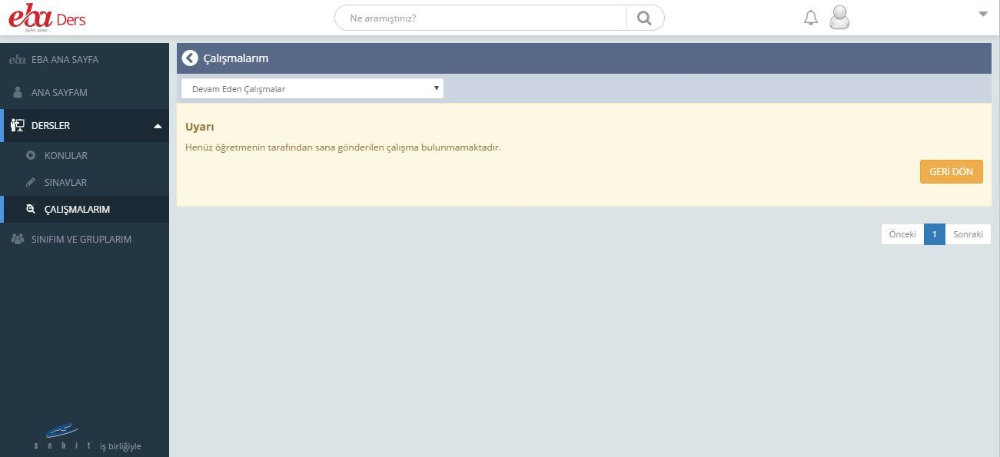 eba Ders
Ne aramıştınız?
eba EBA ANA SAYFA
ANA SAYFAM
DERSLER
KONULAR
SINAVLAR
ÇALIŞMALARIM
SINIFIM VE GRUPLARIM
sebit iş birliğiyle
Çalışmalarım
Devam Eden Çalışmalar
Uyarı
Henüz öğretmenin tarafından sana gönderilen çalışma bulunmamaktadır.
GERİ DÖN
Önceki 1 Sonraki